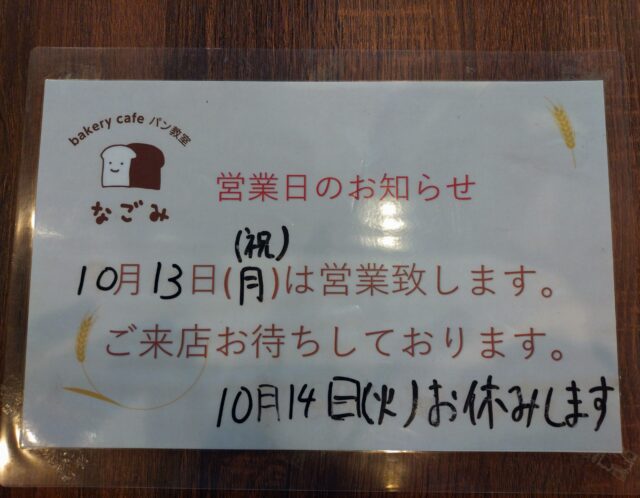 bakery cafe パン教室
なごみ
営業日のお知らせ
(祝)
10月13日(月)は営業致します。
ご来店お待ちしております。
10月14日(火)お休みします